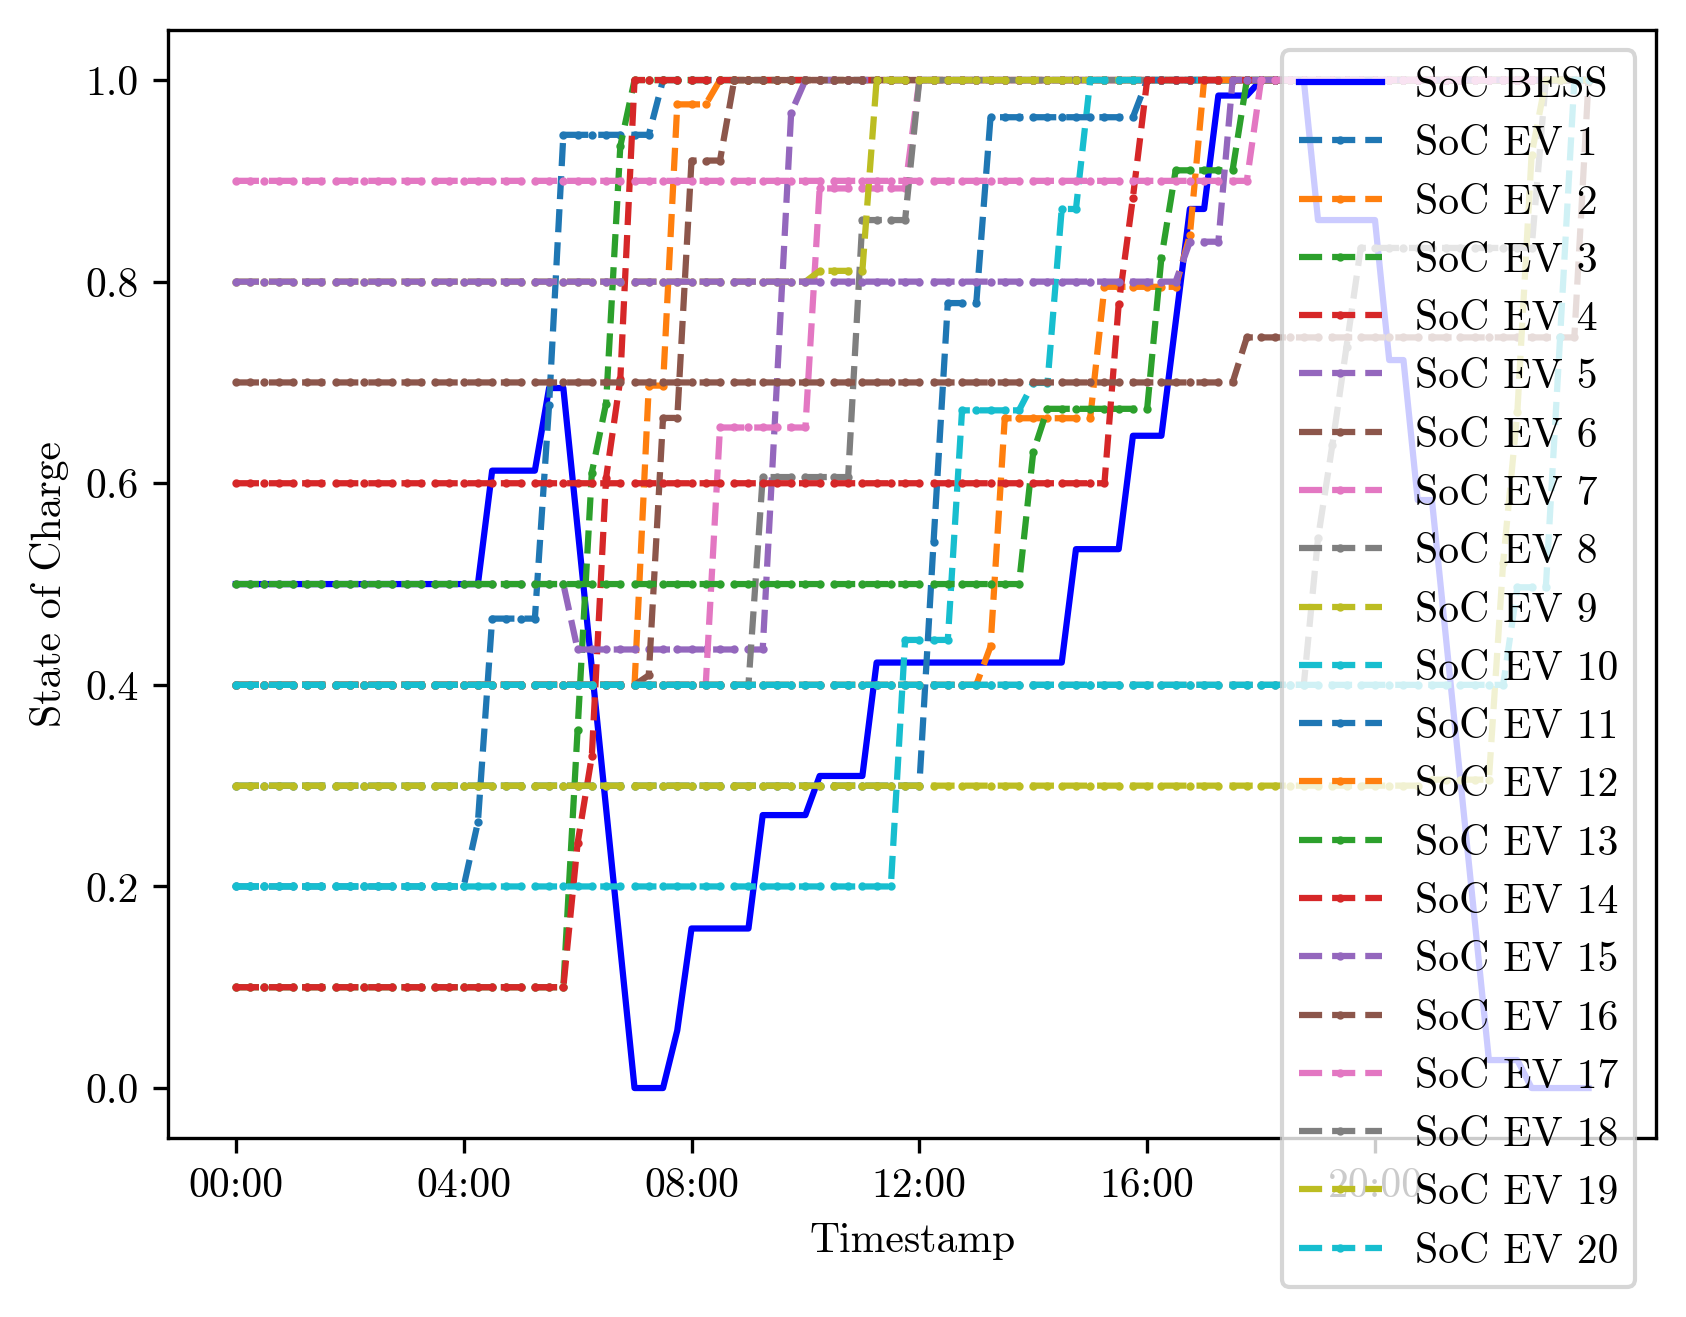 1.0
0.8
0.6
0.4
0.2
0.0
State of Charge
00:00
04:00
08:00
12:00
16:00
20:00
Timestamp
SoC BESS
SoC EV 1
SoC EV 2
SoC EV 3
SoC EV 4
SoC EV 5
SoC EV 6
SoC EV 7
SoC EV 8
SoC EV 9
SoC EV 10
SoC EV 11
SoC EV 12
SoC EV 13
SoC EV 14
SoC EV 15
SoC EV 16
SoC EV 17
SoC EV 18
SoC EV 19
SoC EV 20